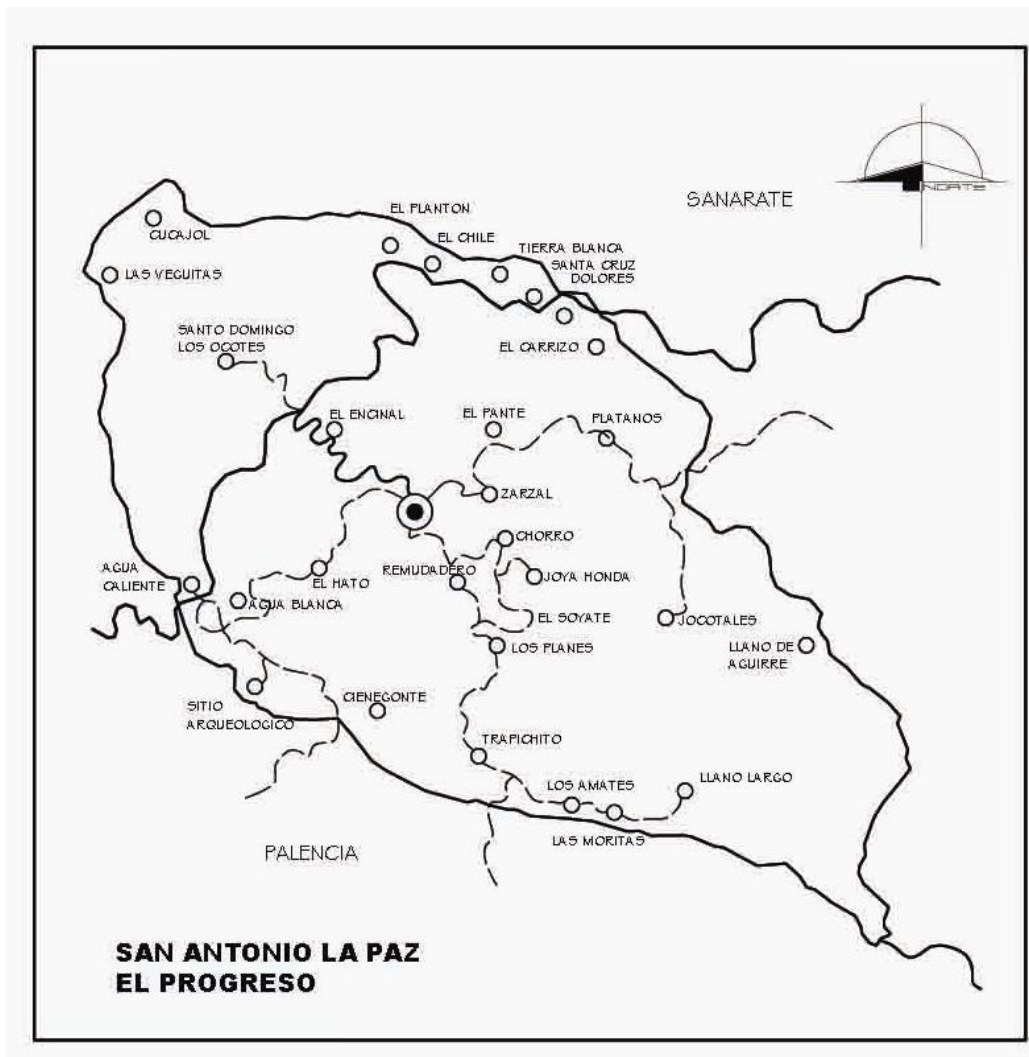 NORTE
SANARATE
EL PLANTON
CUCAJOL
EL CHILE
TIERRA BLANCA
SANTA CRUZ
DOLORES
LAS VEGUITAS
SANTO DOMINGO
LOS OCOTES
EL CARRIZO
EL ENCINAL
EL PANTE
PLATANOS
ZARZAL
CHORRO
AGUA
CALIENTE
EL HATO
REMUDADERO
JOYA HONDA
AGUA BLANCA
EL SOYATE
JOCOTALES
LOS PLANES
LLANO DE
AGUIRRE
SITIO
ARQUEOLOGICO
CIENEGONTE
TRAPICHITO
LLANO LARGO
LOS AMATES
LAS MORITAS
PALENCIA
SAN ANTONIO LA PAZ
EL PROGRESO